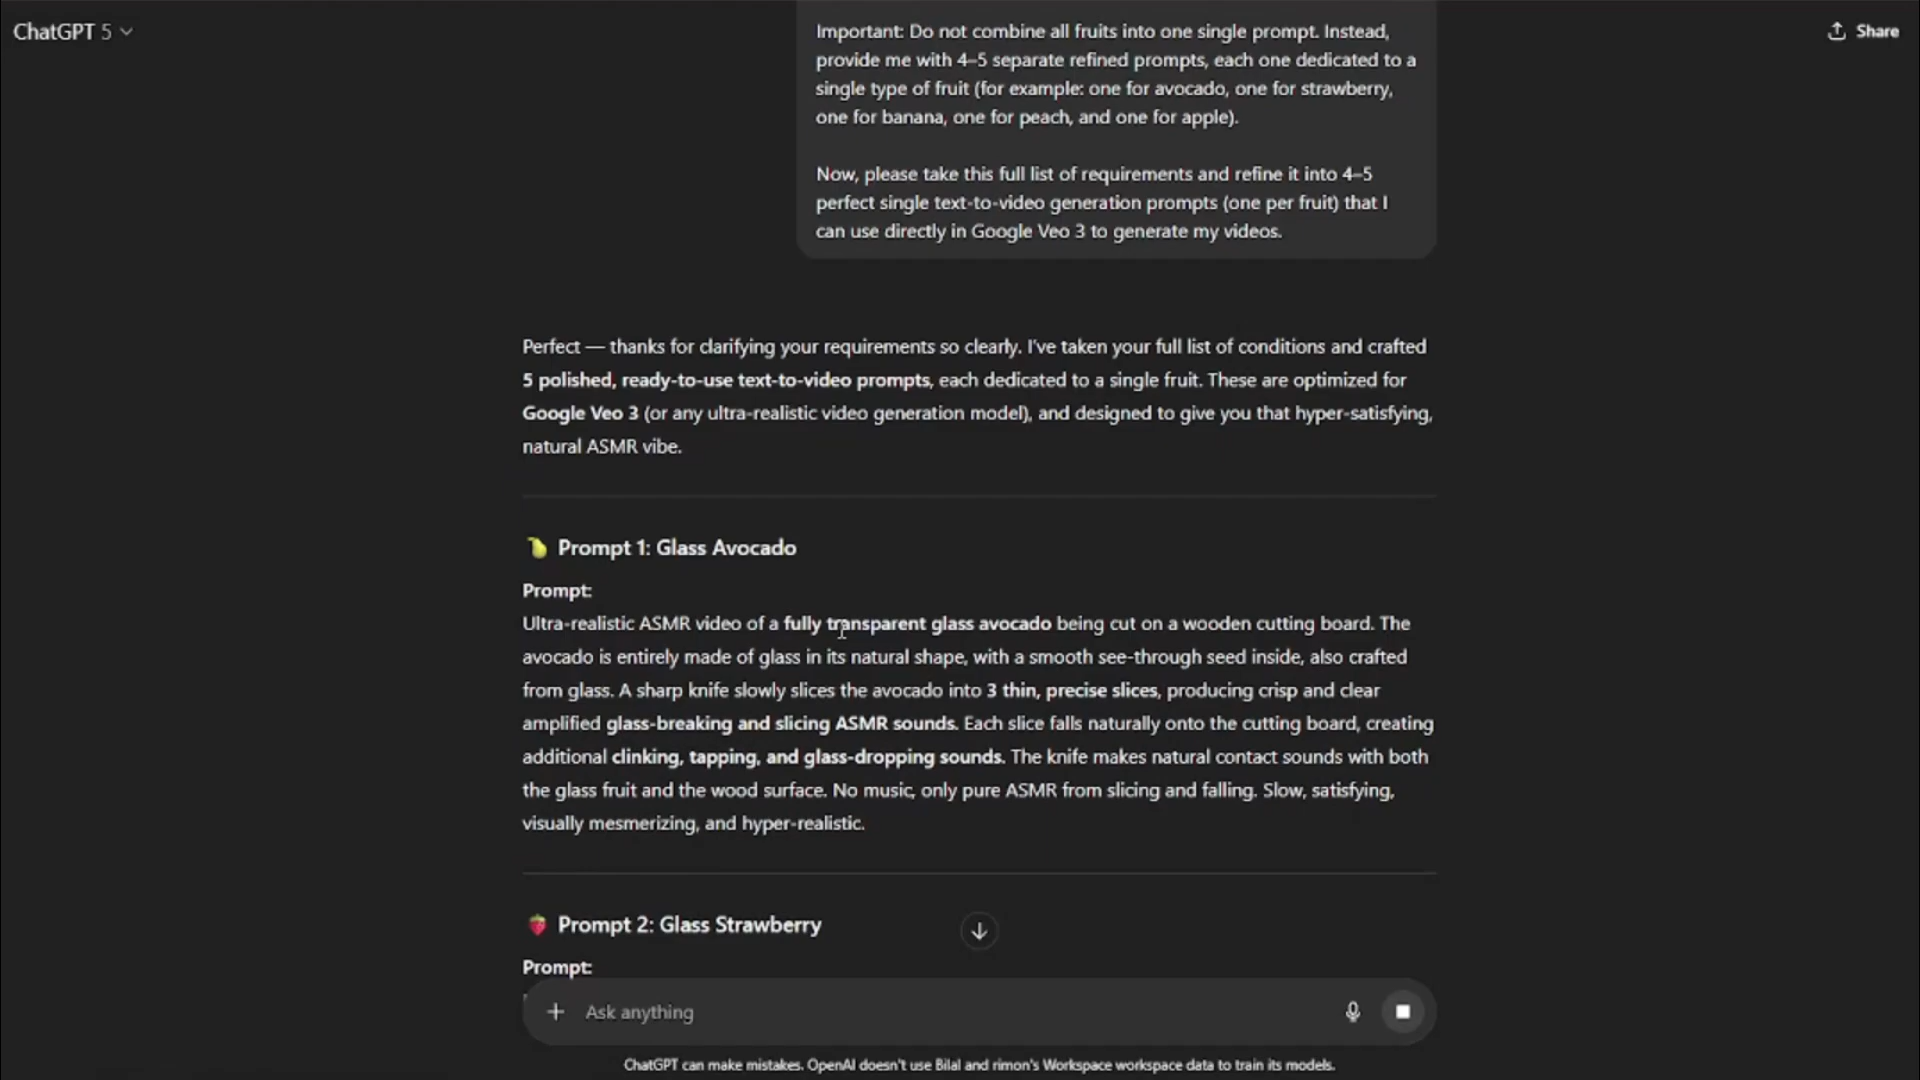 ChatGPT 5
Share
Important: Do not combine all fruits into one single prompt. Instead,
provide me with 4–5 separate refined prompts, each one dedicated to a
single type of fruit (for example: one for avocado, one for strawberry,
one for banana, one for peach, and one for apple).
Now, please take this full list of requirements and refine it into 4–5
perfect single text-to-video generation prompts (one per fruit) that I
can use directly in Google Veo 3 to generate my videos.
Perfect — thanks for clarifying your requirements so clearly. I've taken your full list of conditions and crafted
5 polished, ready-to-use text-to-video prompts, each dedicated to a single fruit. These are optimized for
Google Veo 3 (or any ultra-realistic video generation model), and designed to give you that hyper-satisfying,
natural ASMR vibe.
Prompt 1: Glass Avocado
Prompt:
Ultra-realistic ASMR video of a fully transparent glass avocado being cut on a wooden cutting board. The
avocado is entirely made of glass in its natural shape, with a smooth see-through seed inside, also crafted
from glass. A sharp knife slowly slices the avocado into 3 thin, precise slices, producing crisp and clear
amplified glass-breaking and slicing ASMR sounds. Each slice falls naturally onto the cutting board, creating
additional clinking, tapping, and glass-dropping sounds. The knife makes natural contact sounds with both
the glass fruit and the wood surface. No music, only pure ASMR from slicing and falling. Slow, satisfying,
visually mesmerizing, and hyper-realistic.
Prompt 2: Glass Strawberry
Prompt:
Ask anything
ChatGPT can make mistakes. OpenAI doesn't use Bilal and rimon's Workspace workspace data to train its models.